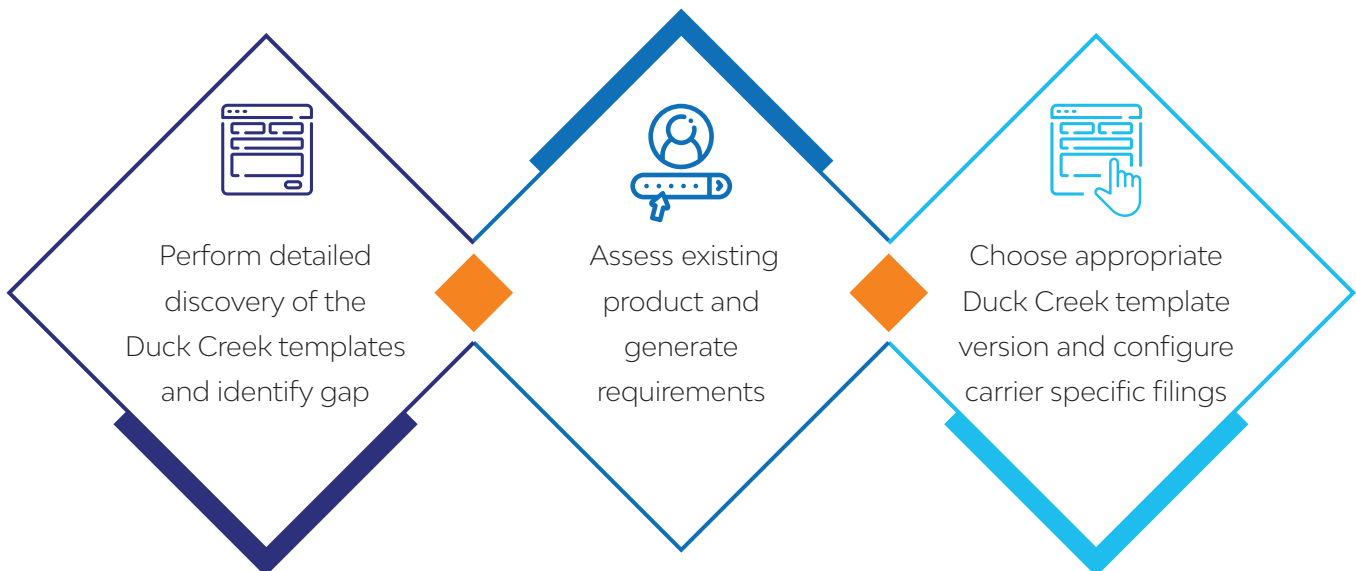 Perform detailed
discovery of the
Duck Creek templates
and identify gap
Assess existing
product and
generate
requirements
Choose appropriate
Duck Creek template
version and configure
carrier specific filings